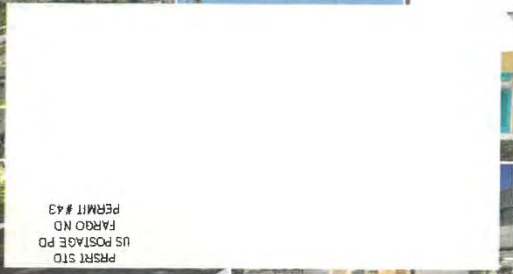 PRSRT STD
US POSTAGE PD
FARGO ND
PERMIT # 43